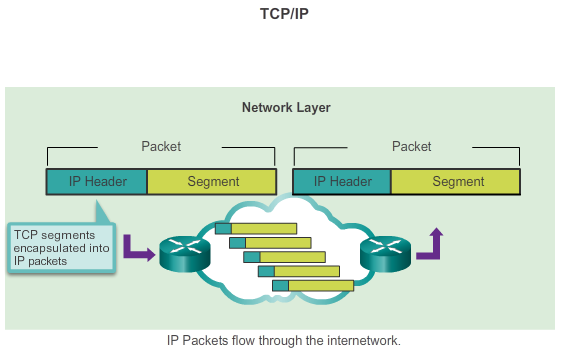 TCP/IP
Network Layer
Packet
Packet
IP Header
Segment
IP Header
Segment
TCP segments
encapsulated into
IP packets
IP Packets flow through the internetwork.